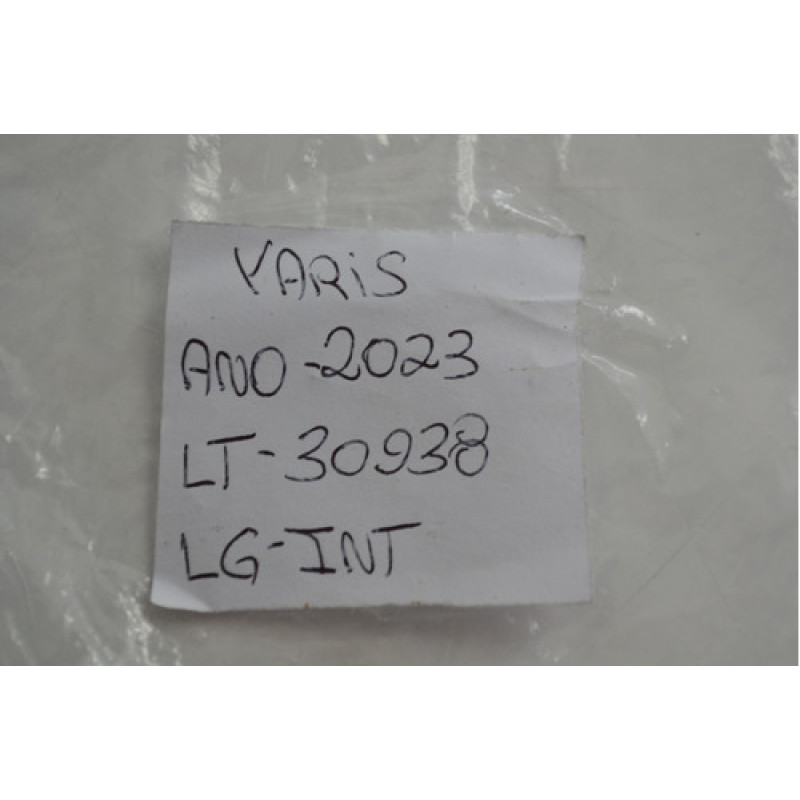 YARiS
ANO-2023
LT-30938
LG-INT